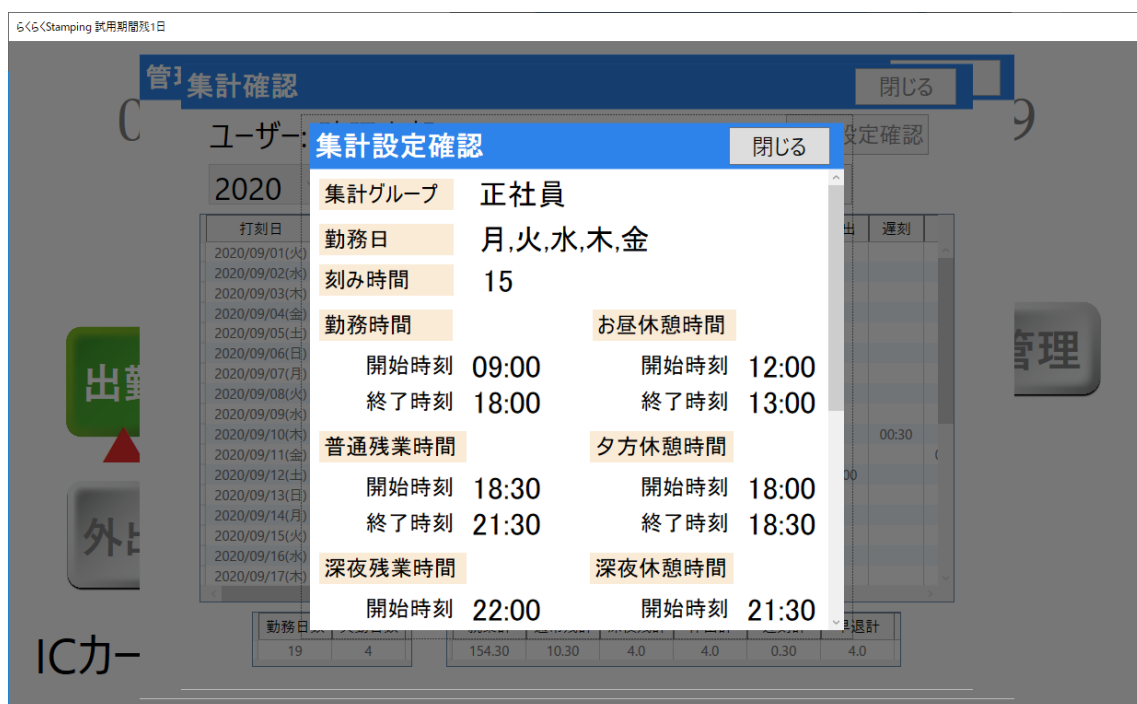 らくらくStamping 試用期間残1日
集計確認 閉じる
ユーザー:
設定確認
2020
集計設定確認 閉じる
集計グループ 正社員
勤務日 月,火,水,木,金
刻み時間 15
勤務時間 お昼休憩時間
開始時刻 09:00 開始時刻 12:00
終了時刻 18:00 終了時刻 13:00
普通残業時間 夕方休憩時間
開始時刻 18:30 開始時刻 18:00
終了時刻 21:30 終了時刻 18:30
深夜残業時間 深夜休憩時間
開始時刻 22:00 開始時刻 21:30
打刻日 遅刻
2020/09/01(火)
2020/09/02(水)
2020/09/03(木)
2020/09/04(金)
2020/09/05(土)
2020/09/06(日)
2020/09/07(月)
2020/09/08(火)
2020/09/09(水)
2020/09/10(木) 00:30
2020/09/11(金)
2020/09/12(土)
2020/09/13(日)
2020/09/14(月)
2020/09/15(火)
2020/09/16(水)
2020/09/17(木)
早退計
19 4 154.30 10.30 4.0 4.0 0.30 4.0
出勤
管理
外出
ICカー